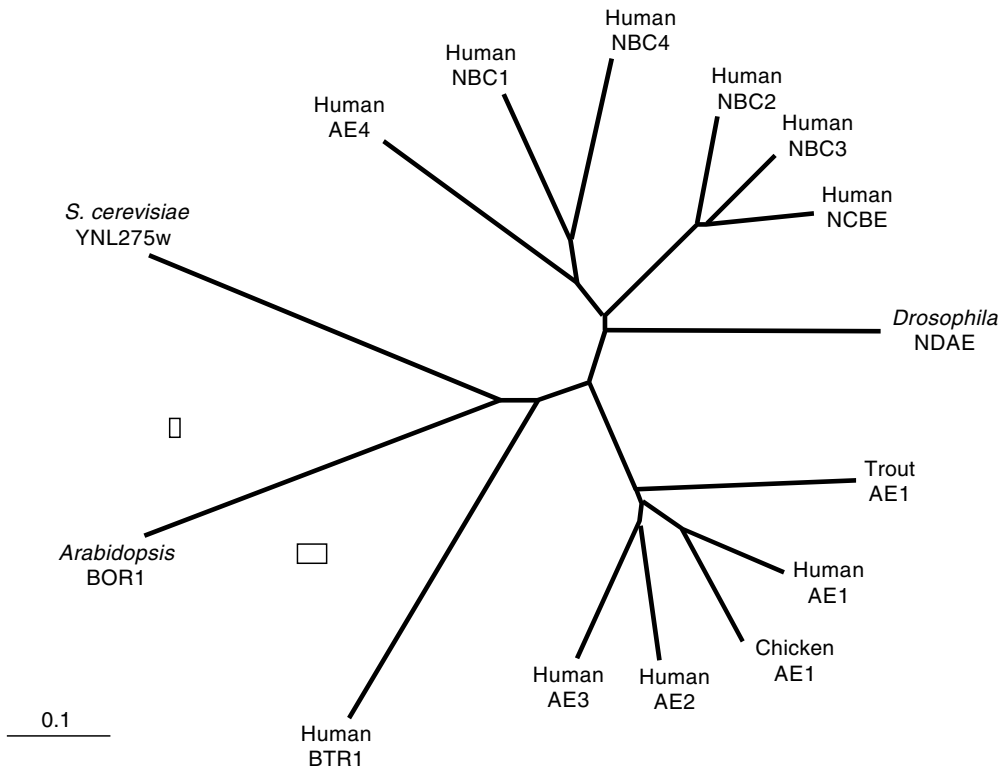 Human
NBC4
Human
NBC1
Human
NBC2
Human
AE4
Human
NBC3
Human
NCBE
S. cerevisiae
YNL275w
Drosophila
NDAE
Trout
AE1
Arabidopsis
BOR1
Human
AE1
Chicken
AE1
Human
AE3
Human
AE2
0.1
Human
BTR1